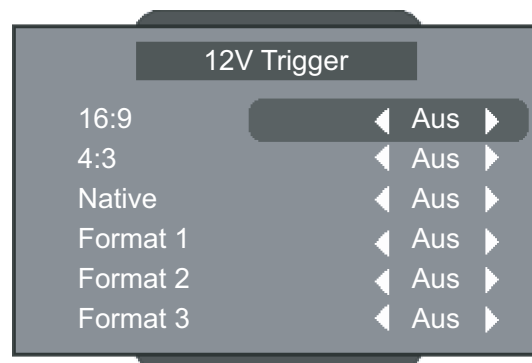 12V Trigger
16:9 Aus
4:3 Aus
Native Aus
Format 1 Aus
Format 2 Aus
Format 3 Aus